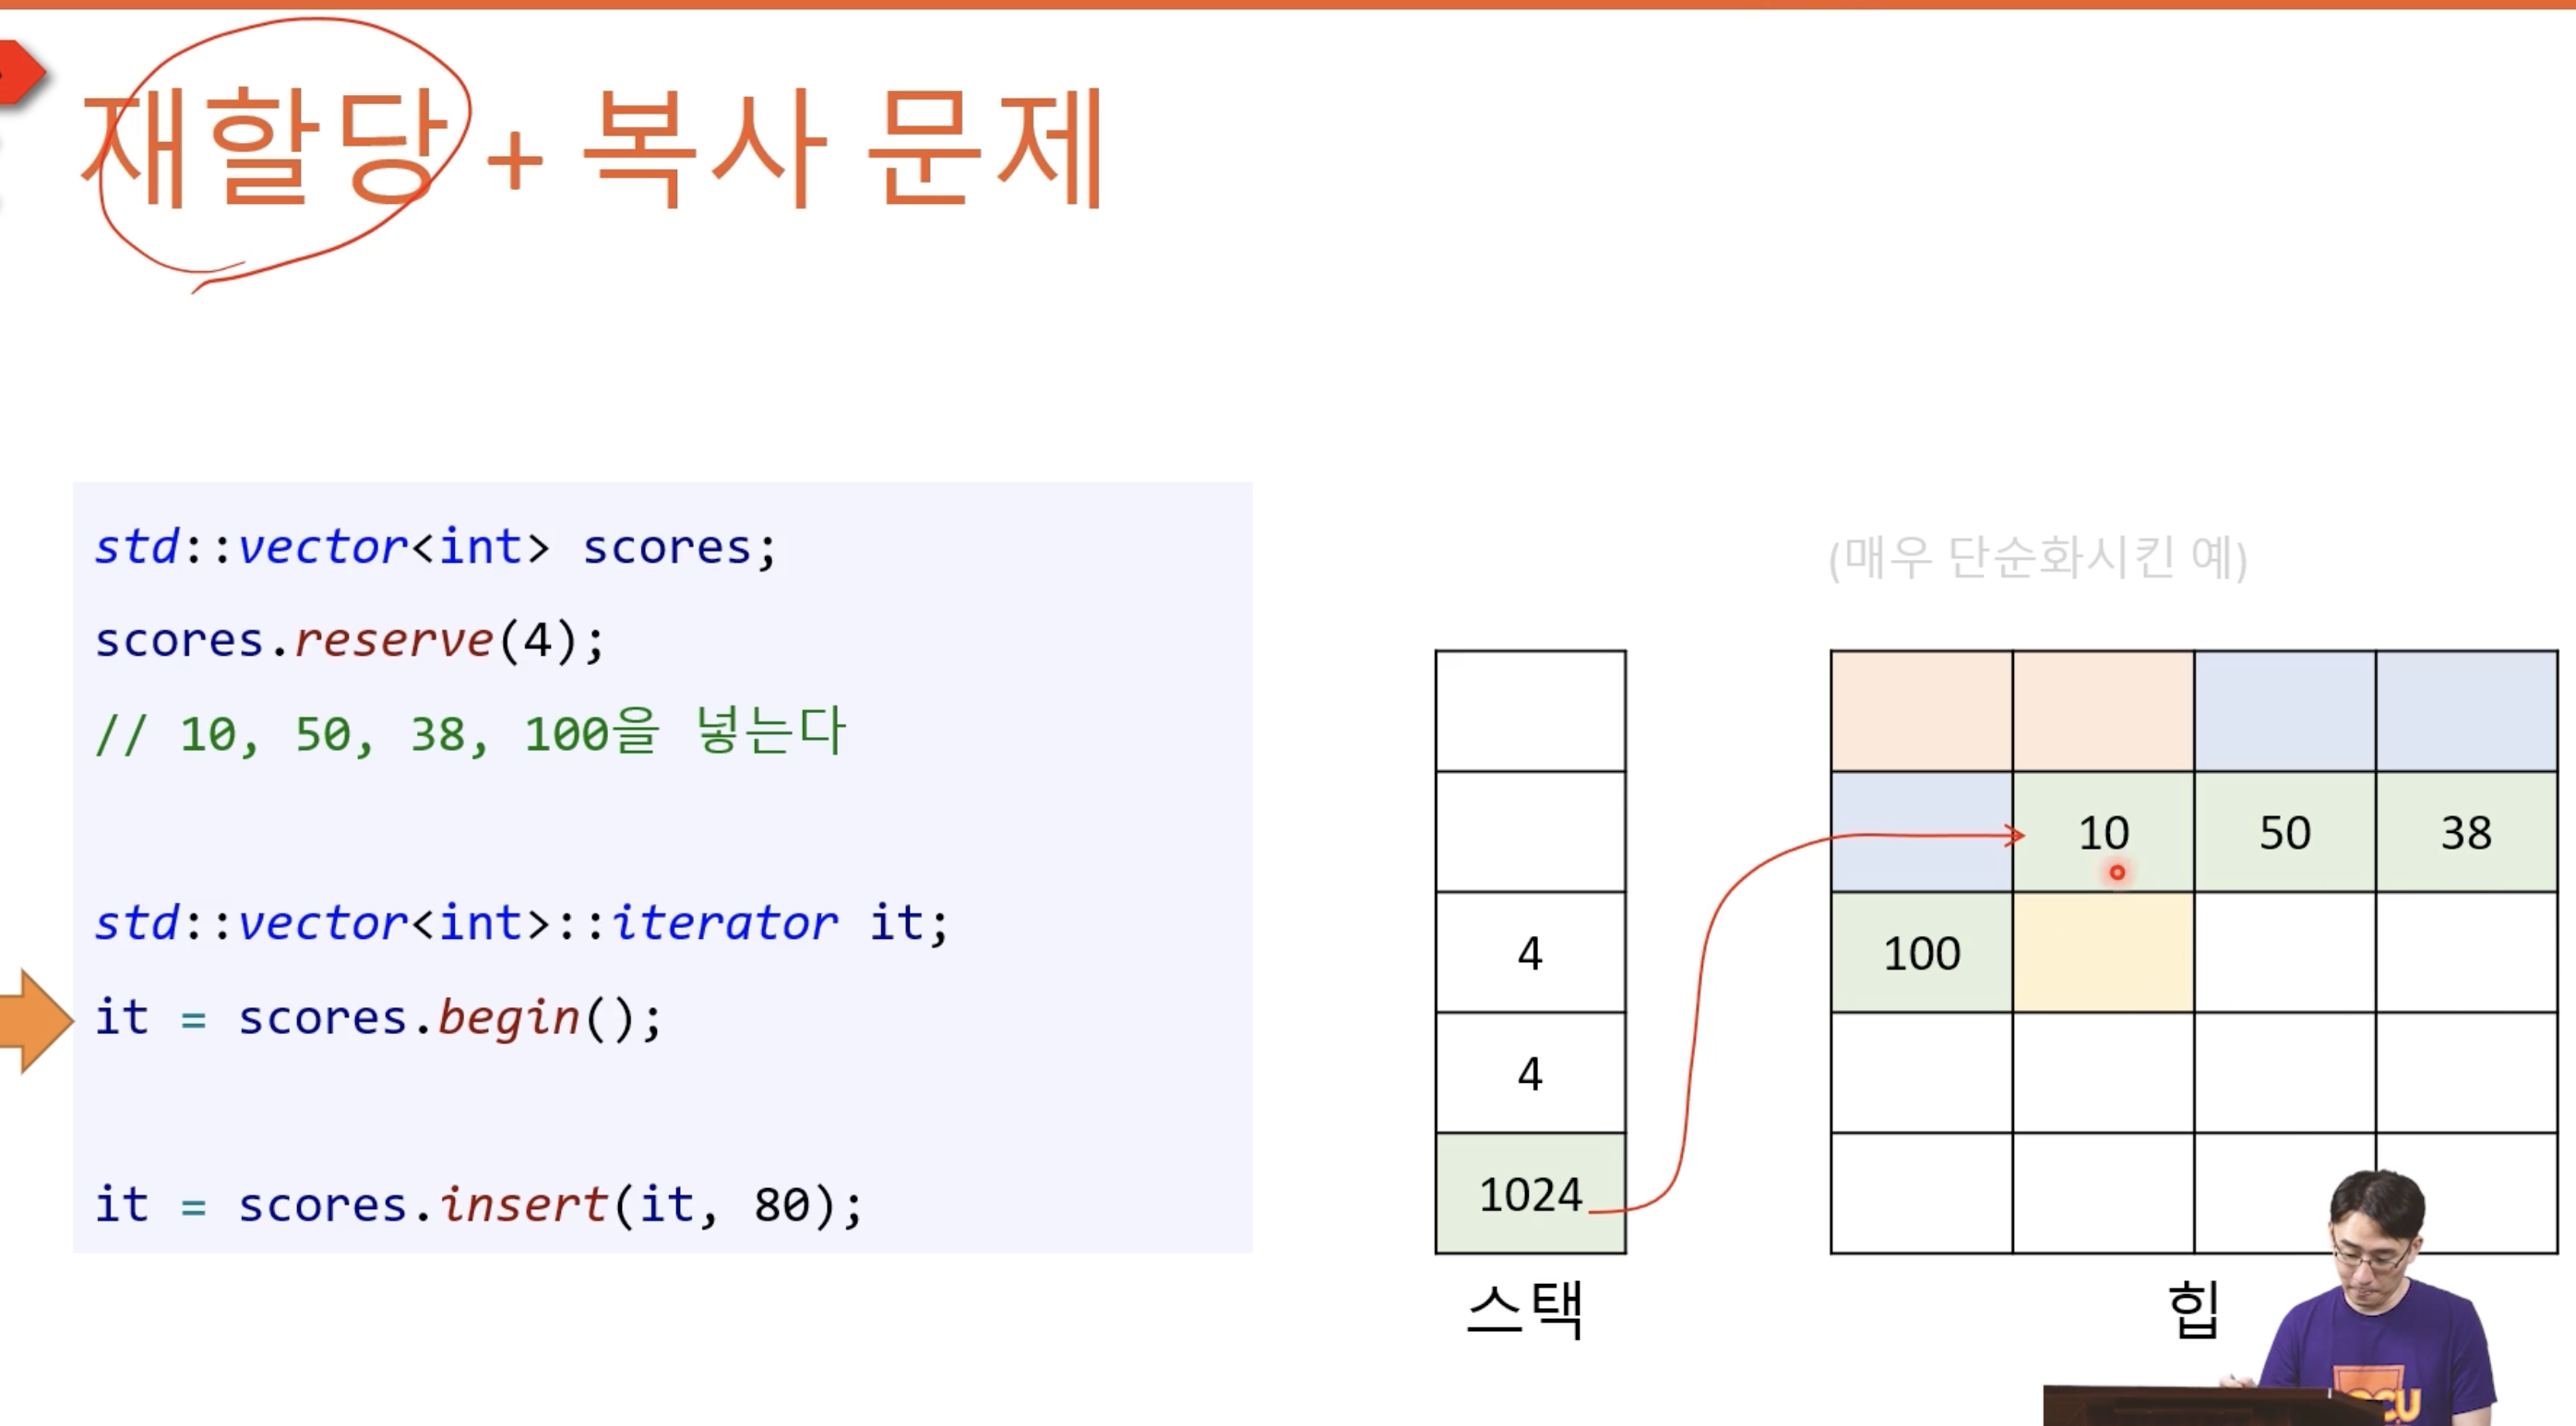 재할당 + 복사 문제
std::vector<int> scores;
scores.reserve(4);
// 10, 50, 38, 100을 넣는다
std::vector<int>::iterator it;
it = scores.begin();
it = scores.insert(it, 80);
(매우 단순화시킨 예)
4
4
1024
스택
10 50 38
100
힙
CU